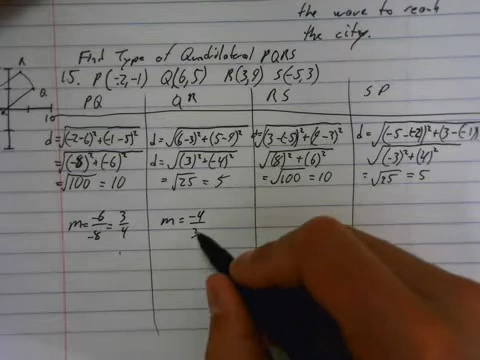 the wave to reach
the city.
Find Type of Quadrilateral PQRS
15. P(-2,-1) Q(6,5) R(3,9) S(-5,3)
PQ QR RS SP
d=√(-2-6)²+(-1-5)² d=√(6-3)²+(5-9)² d=√(3--5)²+(9-3)² d=√(-5--2)²+(3--1)
√(-8)²+(-6)² d=√(3)²+(-4)² √(8)²+(6)² √(-3)²+(4)²
=√100 = 10 =√25 = 5 =√100 = 10 =√25 = 5
m = -6/-8 = 3/4 m = -4/3
R
Q
10